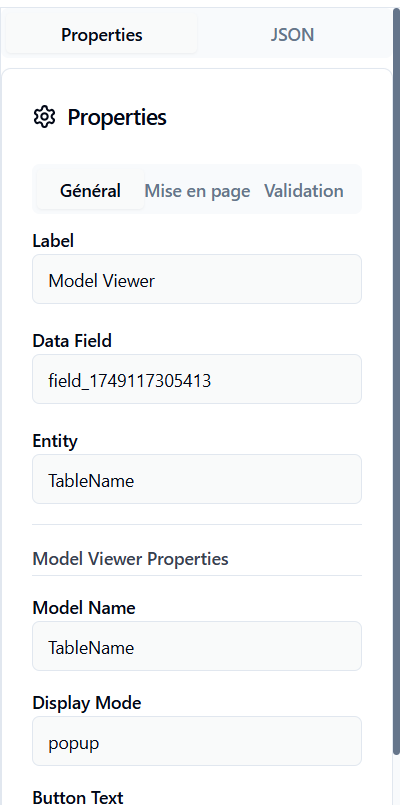 Properties JSON
Properties
Général Mise en page Validation
Label
Model Viewer
Data Field
field_1749117305413
Entity
TableName
Model Viewer Properties
Model Name
TableName
Display Mode
popup
Button Text